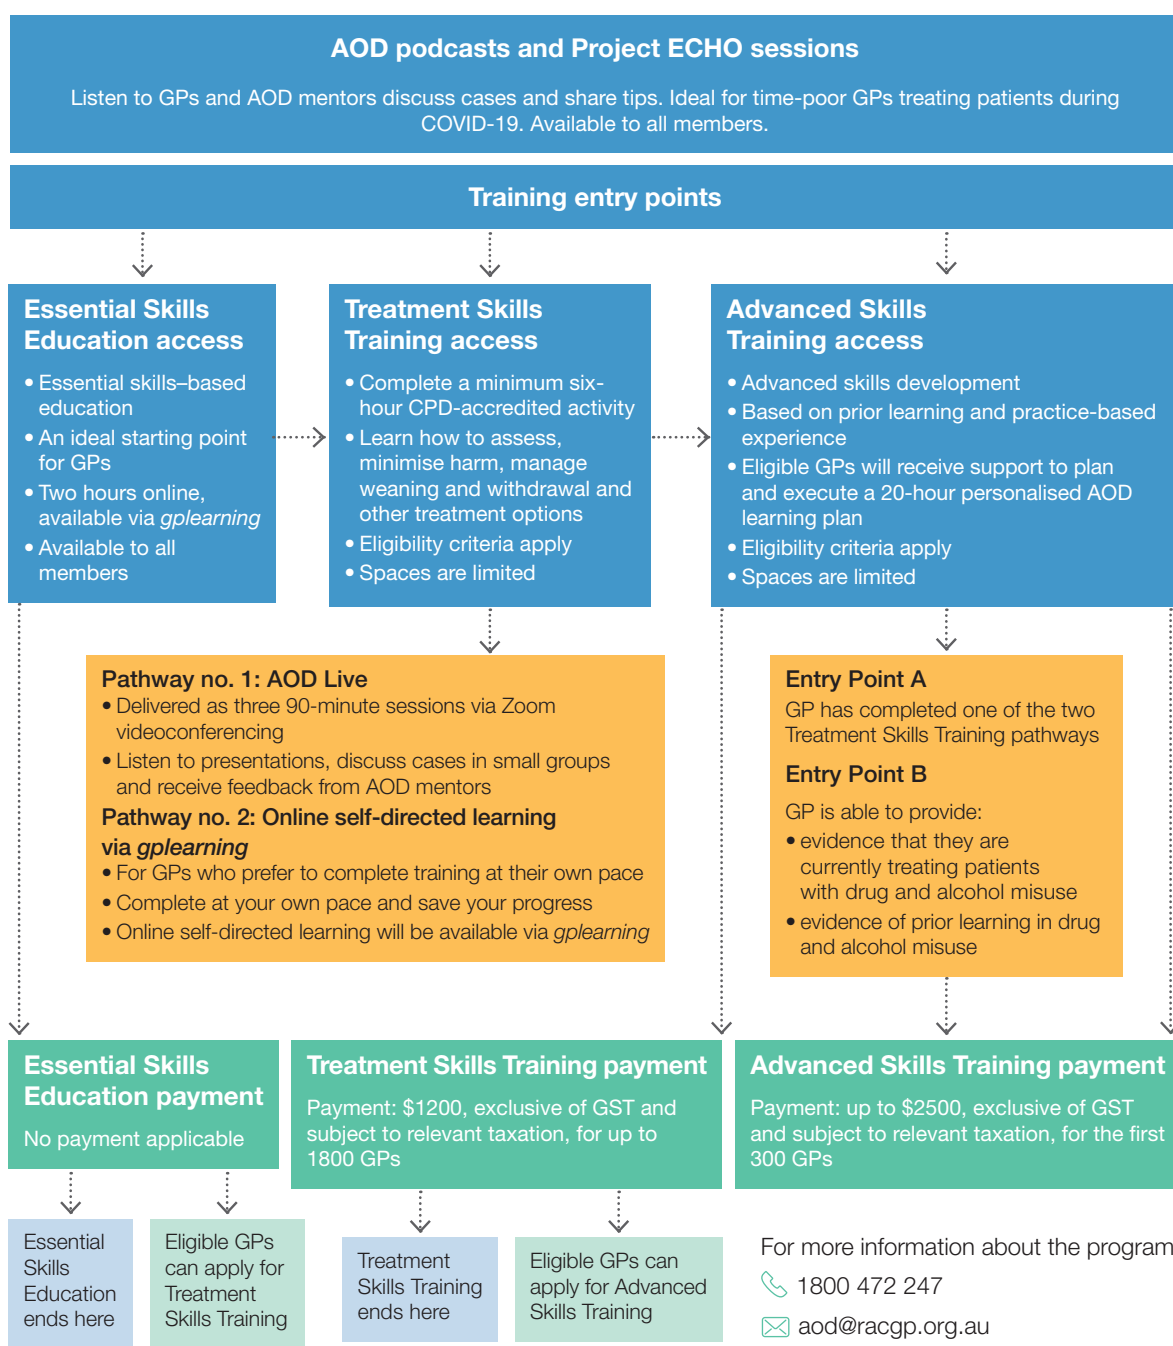 AOD podcasts and Project ECHO sessions
Listen to GPs and AOD mentors discuss cases and share tips. Ideal for time-poor GPs treating patients during
COVID-19. Available to all members.
Training entry points
Essential Skills
Education access
• Essential skills–based
education
• An ideal starting point
for GPs
• Two hours online,
available via gplearning
• Available to all
members
Treatment Skills
Training access
• Complete a minimum six-
hour CPD-accredited activity
• Learn how to assess,
minimise harm, manage
weaning and withdrawal and
other treatment options
• Eligibility criteria apply
• Spaces are limited
Advanced Skills
Training access
• Advanced skills development
• Based on prior learning and practice-based
experience
• Eligible GPs will receive support to plan
and execute a 20-hour personalised AOD
learning plan
• Eligibility criteria apply
• Spaces are limited
Pathway no. 1: AOD Live
• Delivered as three 90-minute sessions via Zoom
videoconferencing
• Listen to presentations, discuss cases in small groups
and receive feedback from AOD mentors
Pathway no. 2: Online self-directed learning
via gplearning
• For GPs who prefer to complete training at their own pace
• Complete at your own pace and save your progress
• Online self-directed learning will be available via gplearning
Entry Point A
GP has completed one of the two
Treatment Skills Training pathways
Entry Point B
GP is able to provide:
• evidence that they are
currently treating patients
with drug and alcohol misuse
• evidence of prior learning in drug
and alcohol misuse
Essential Skills
Education payment
No payment applicable
Treatment Skills Training payment
Payment: $1200, exclusive of GST and
subject to relevant taxation, for up to
1800 GPs
Advanced Skills Training payment
Payment: up to $2500, exclusive of GST
and subject to relevant taxation, for the first
300 GPs
Essential
Skills
Education
ends here
Eligible GPs
can apply for
Treatment
Skills Training
Treatment
Skills Training
ends here
Eligible GPs can
apply for Advanced
Skills Training
For more information about the program
1800 472 247
aod@racgp.org.au